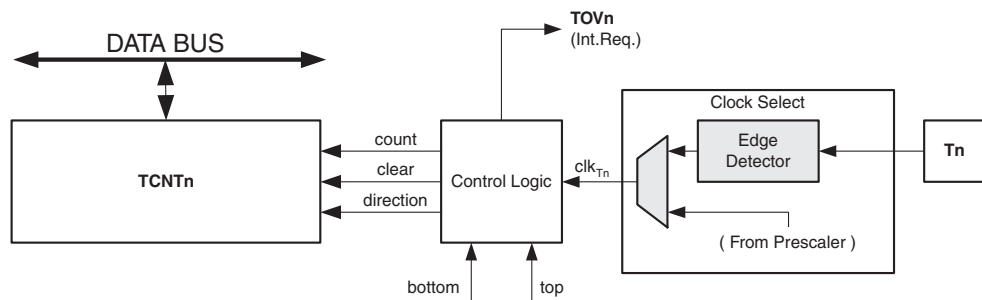 DATA BUS
TOVn
(Int.Req.)
Clock Select
count
Edge
Detector
Tn
TCNTn
clear
Control Logic
clkTn
direction
( From Prescaler )
bottom
top